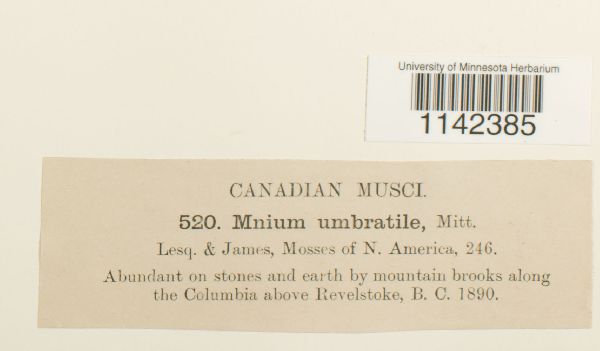 University of Minnesota Herbarium
1142385
CANADIAN MUSCI.
520. Mnium umbratile, Mitt.
Lesq. & James, Mosses of N. America, 246.
Abundant on stones and earth by mountain brooks along
the Columbia above Revelstoke, B. C. 1890.